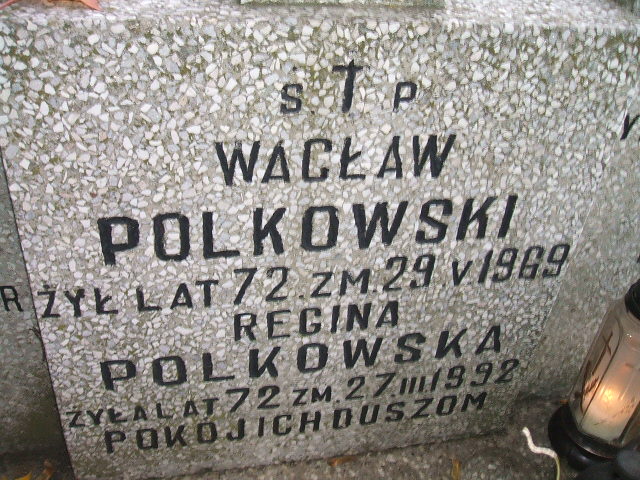 S † P
WACŁAW
POLKOWSKI
ŻYŁ LAT 72. ZM. 29. V 1969
REGINA
POLKOWSKA
ŻYŁA LAT 72 ZM. 27 III 1992
POKÓJ ICH DUSZOM
R
Y